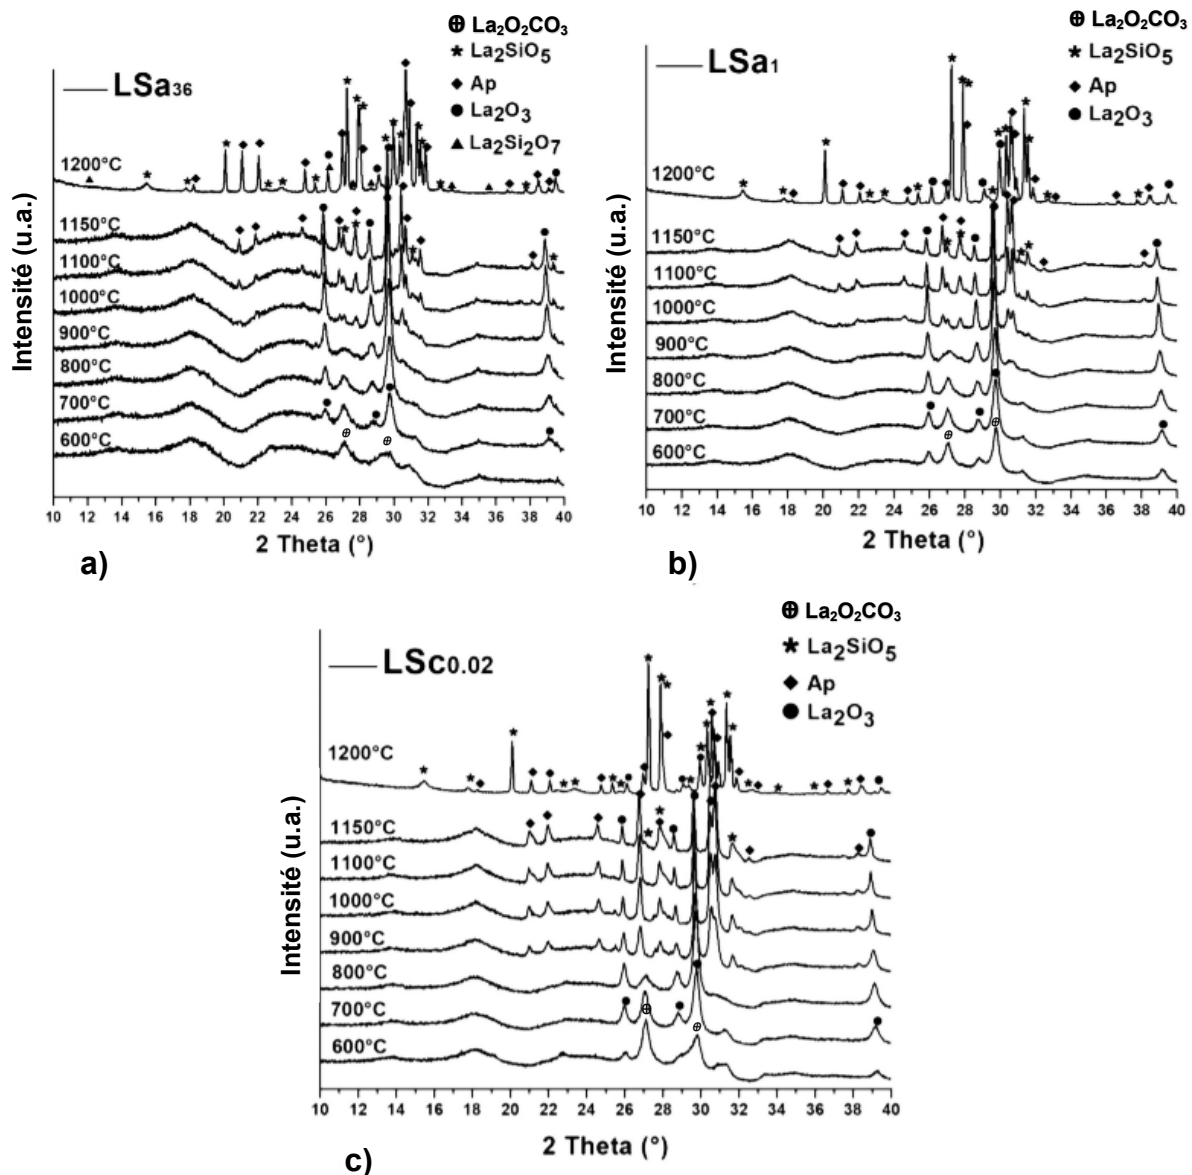 ⊕ La₂O₂CO₃
★ La₂SiO₅
◆ Ap
● La₂O₃
▲ La₂Si₂O₇
LSa36
1200°C
1150°C
1100°C
1000°C
900°C
800°C
700°C
600°C
Intensité (u.a.)
10 12 14 16 18 20 22 24 26 28 30 32 34 36 38 40
2 Theta (°)
a)
⊕ La₂O₂CO₃
★ La₂SiO₅
◆ Ap
● La₂O₃
LSa1
1200°C
1150°C
1100°C
1000°C
900°C
800°C
700°C
600°C
Intensité (u.a.)
10 12 14 16 18 20 22 24 26 28 30 32 34 36 38 40
2 Theta (°)
b)
⊕ La₂O₂CO₃
★ La₂SiO₅
◆ Ap
● La₂O₃
LSC0.02
1200°C
1150°C
1100°C
1000°C
900°C
800°C
700°C
600°C
Intensité (u.a.)
10 12 14 16 18 20 22 24 26 28 30 32 34 36 38 40
2 Theta (°)
c)